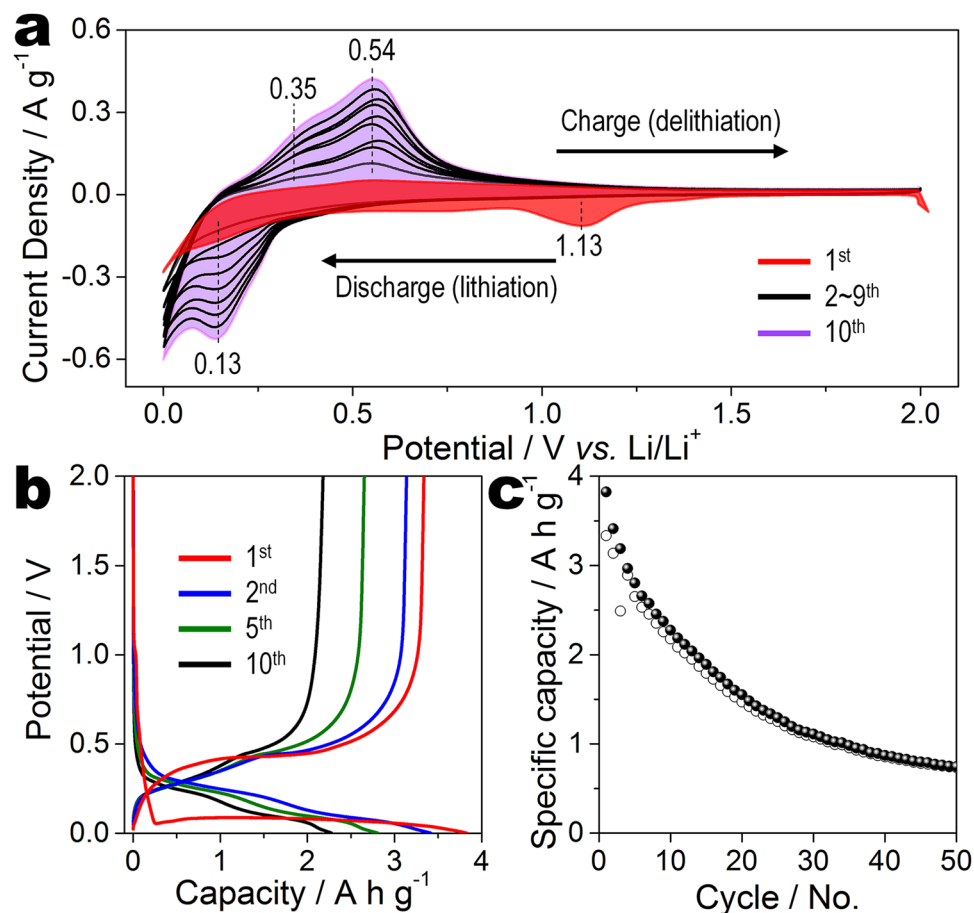 a
Current Density / A g⁻¹
0.6
0.3
0.0
-0.3
-0.6
0.54
0.35
Charge (delithiation)
1.13
Discharge (lithiation)
0.13
1ˢᵗ
2~9ᵗʰ
10ᵗʰ
0.0 0.5 1.0 1.5 2.0
Potential / V vs. Li/Li⁺
b
Potential / V
2.0
1.5
1.0
0.5
0.0
1ˢᵗ
2ⁿᵈ
5ᵗʰ
10ᵗʰ
0 1 2 3 4
Capacity / A h g⁻¹
c
Specific capacity / A h g⁻¹
4
3
2
1
0
0 10 20 30 40 50
Cycle / No.